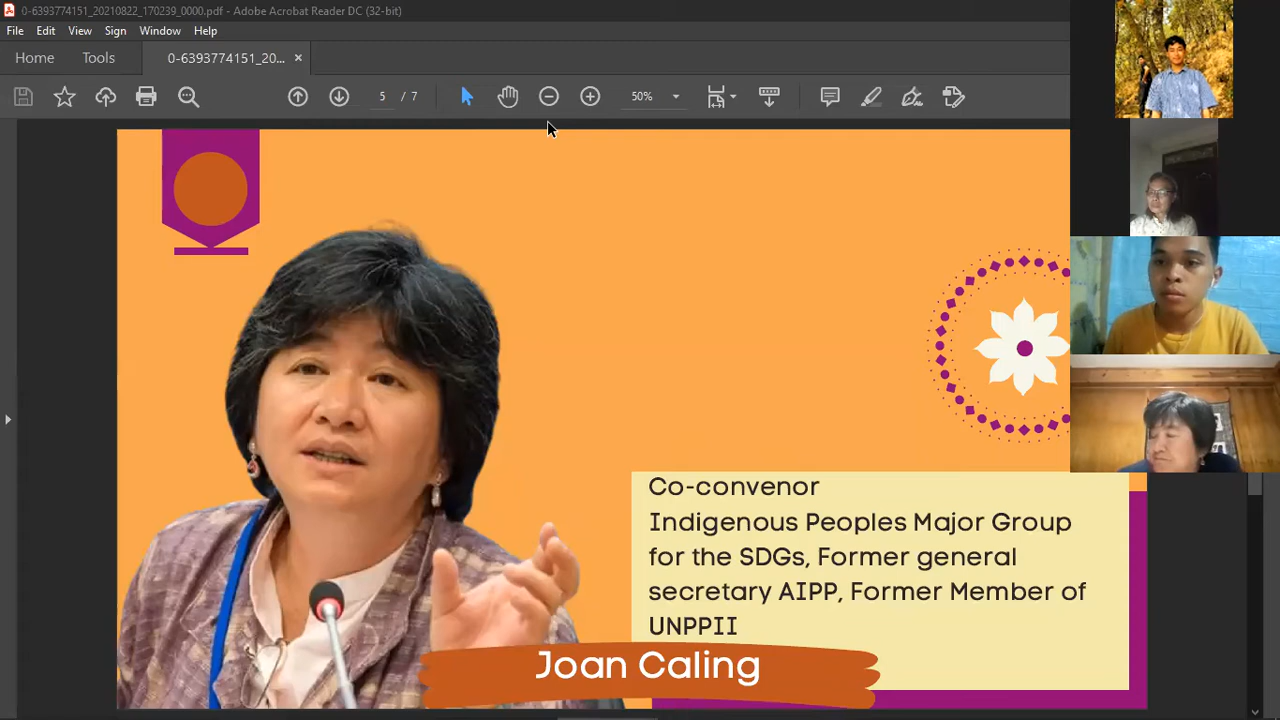 0-6393774151_20210822_170239_0000.pdf - Adobe Acrobat Reader DC (32-bit)
File Edit View Sign Window Help
Home Tools 0-6393774151_20... ×
5 / 7 50%
Co-convenor
Indigenous Peoples Major Group
for the SDGs, Former general
secretary AIPP, Former Member of
UNPPII
Joan Caling